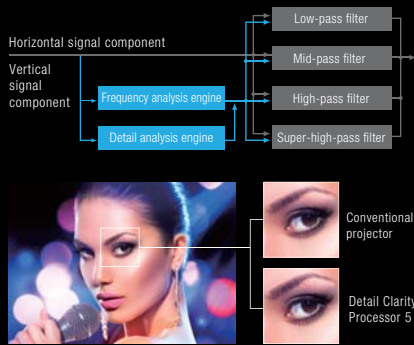 Low-pass filter
Horizontal signal component
Mid-pass filter
Vertical
signal
component
Frequency analysis engine
High-pass filter
Detail analysis engine
Super-high-pass filter
Conventional
projector
Detail Clarity
Processor 5